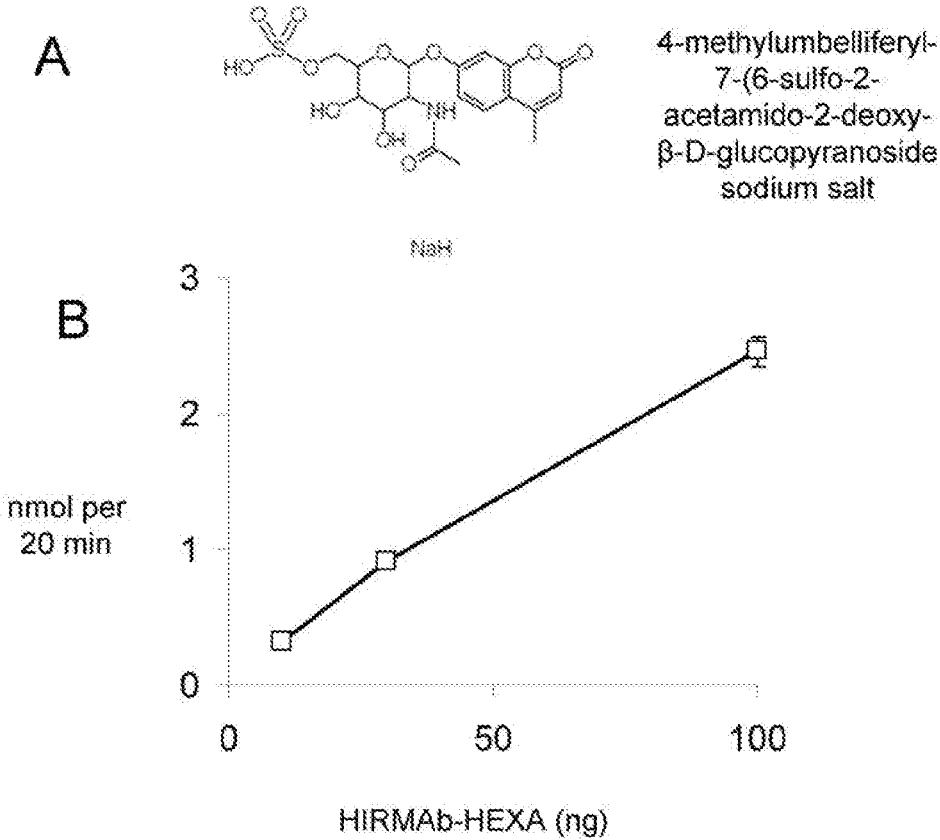 A
O O
S
HO O
O O O O
HO NH
OH
O
4-methylumbelliferyl-
7-(6-sulfo-2-
acetamido-2-deoxy-
β-D-glucopyranoside
sodium salt
NaH
B
3
2
1
0
nmol per
20 min
0 50 100
HIRMAb-HEXA (ng)